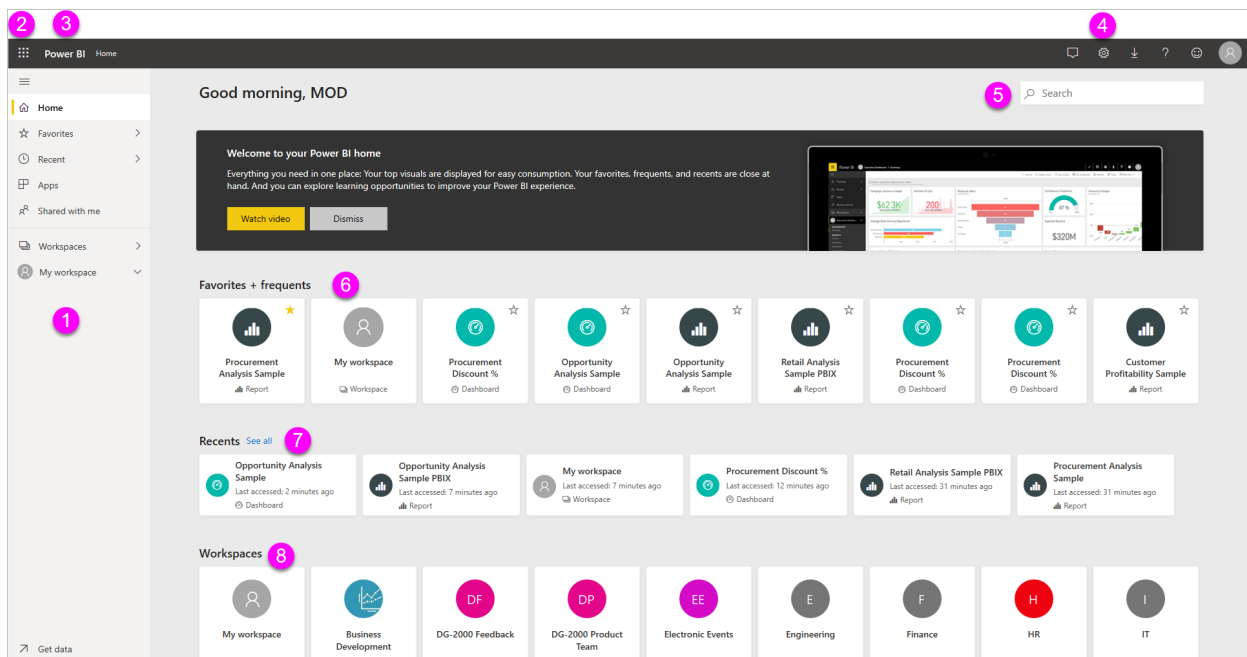 2 3 4
Power BI Home ?
Good morning, MOD
5 Search
Home
Favorites
Recent
Apps
Shared with me
Workspaces
My workspace
1
Get data
Welcome to your Power BI home
Everything you need in one place: Your top visuals are displayed for easy consumption. Your favorites, frequents, and recents are close at
hand. And you can explore learning opportunities to improve your Power BI experience.
Watch video Dismiss
$62.3K 200 37 % $320M
Favorites + frequents 6
Procurement
Analysis Sample
Report
My workspace
Workspace
Procurement
Discount %
Dashboard
Opportunity
Analysis Sample
Dashboard
Opportunity
Analysis Sample
Report
Retail Analysis
Sample PBIX
Report
Procurement
Discount %
Dashboard
Procurement
Discount %
Dashboard
Customer
Profitability Sample
Report
Recents See all 7
Opportunity Analysis
Sample
Last accessed: 2 minutes ago
Dashboard
Opportunity Analysis
Sample PBIX
Last accessed: 7 minutes ago
Report
My workspace
Last accessed: 7 minutes ago
Workspace
Procurement Discount %
Last accessed: 12 minutes ago
Dashboard
Retail Analysis Sample PBIX
Last accessed: 31 minutes ago
Report
Procurement Analysis
Sample
Last accessed: 31 minutes ago
Report
Workspaces 8
My workspace
Business
Development
DF
DG-2000 Feedback
DP
DG-2000 Product
Team
EE
Electronic Events
E
Engineering
F
Finance
H
HR
I
IT